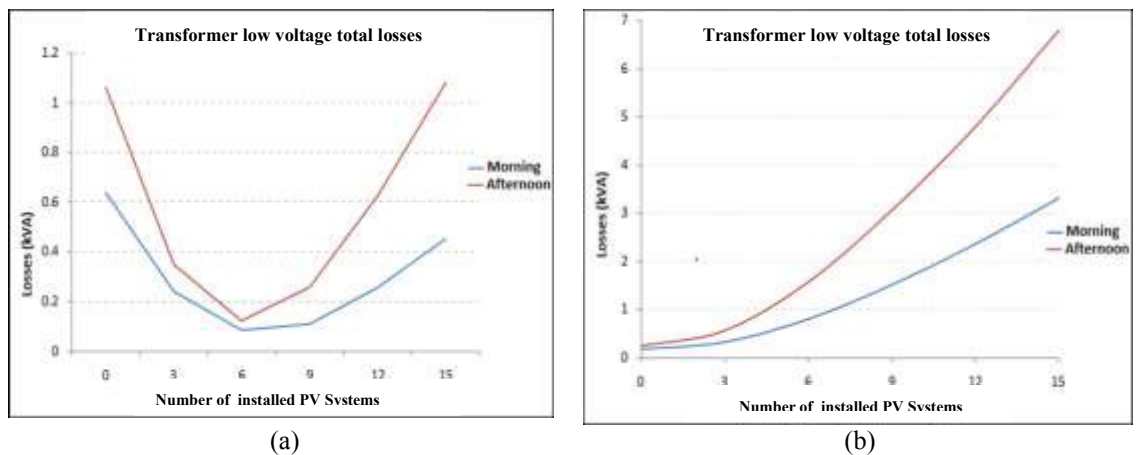 Transformer low voltage total losses
1.2
1
0.8
0.6
0.4
0.2
0
Losses (kVA)
0 3 6 9 12 15
Number of installed PV Systems
Morning
Afternoon
(a)
Transformer low voltage total losses
7
6
5
4
3
2
1
0
Losses (kVA)
0 3 6 9 12 15
Number of installed PV Systems
Morning
Afternoon
(b)